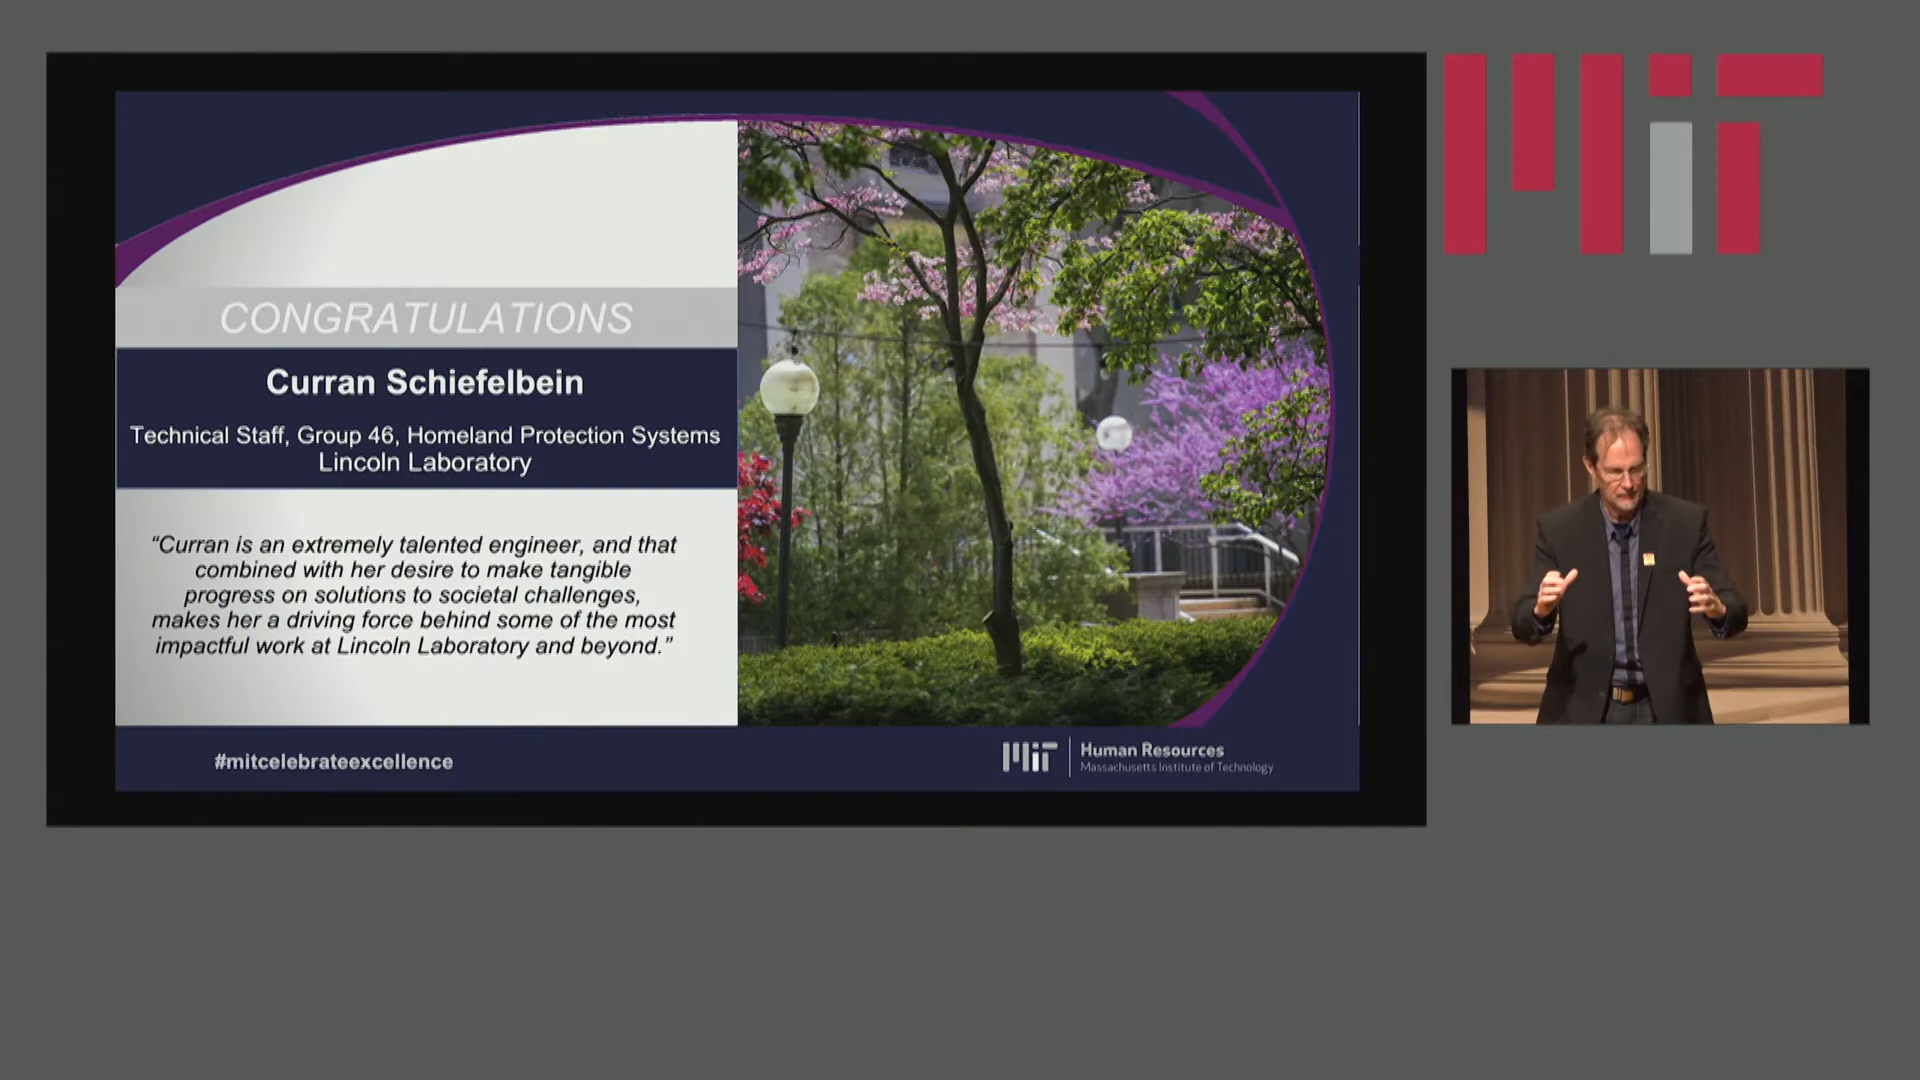 CONGRATULATIONS
Curran Schiefelbein
Technical Staff, Group 46, Homeland Protection Systems
Lincoln Laboratory
“Curran is an extremely talented engineer, and that
combined with her desire to make tangible
progress on solutions to societal challenges,
makes her a driving force behind some of the most
impactful work at Lincoln Laboratory and beyond.”
#mitcelebrateexcellence
MIT
Human Resources
Massachusetts Institute of Technology
MIT